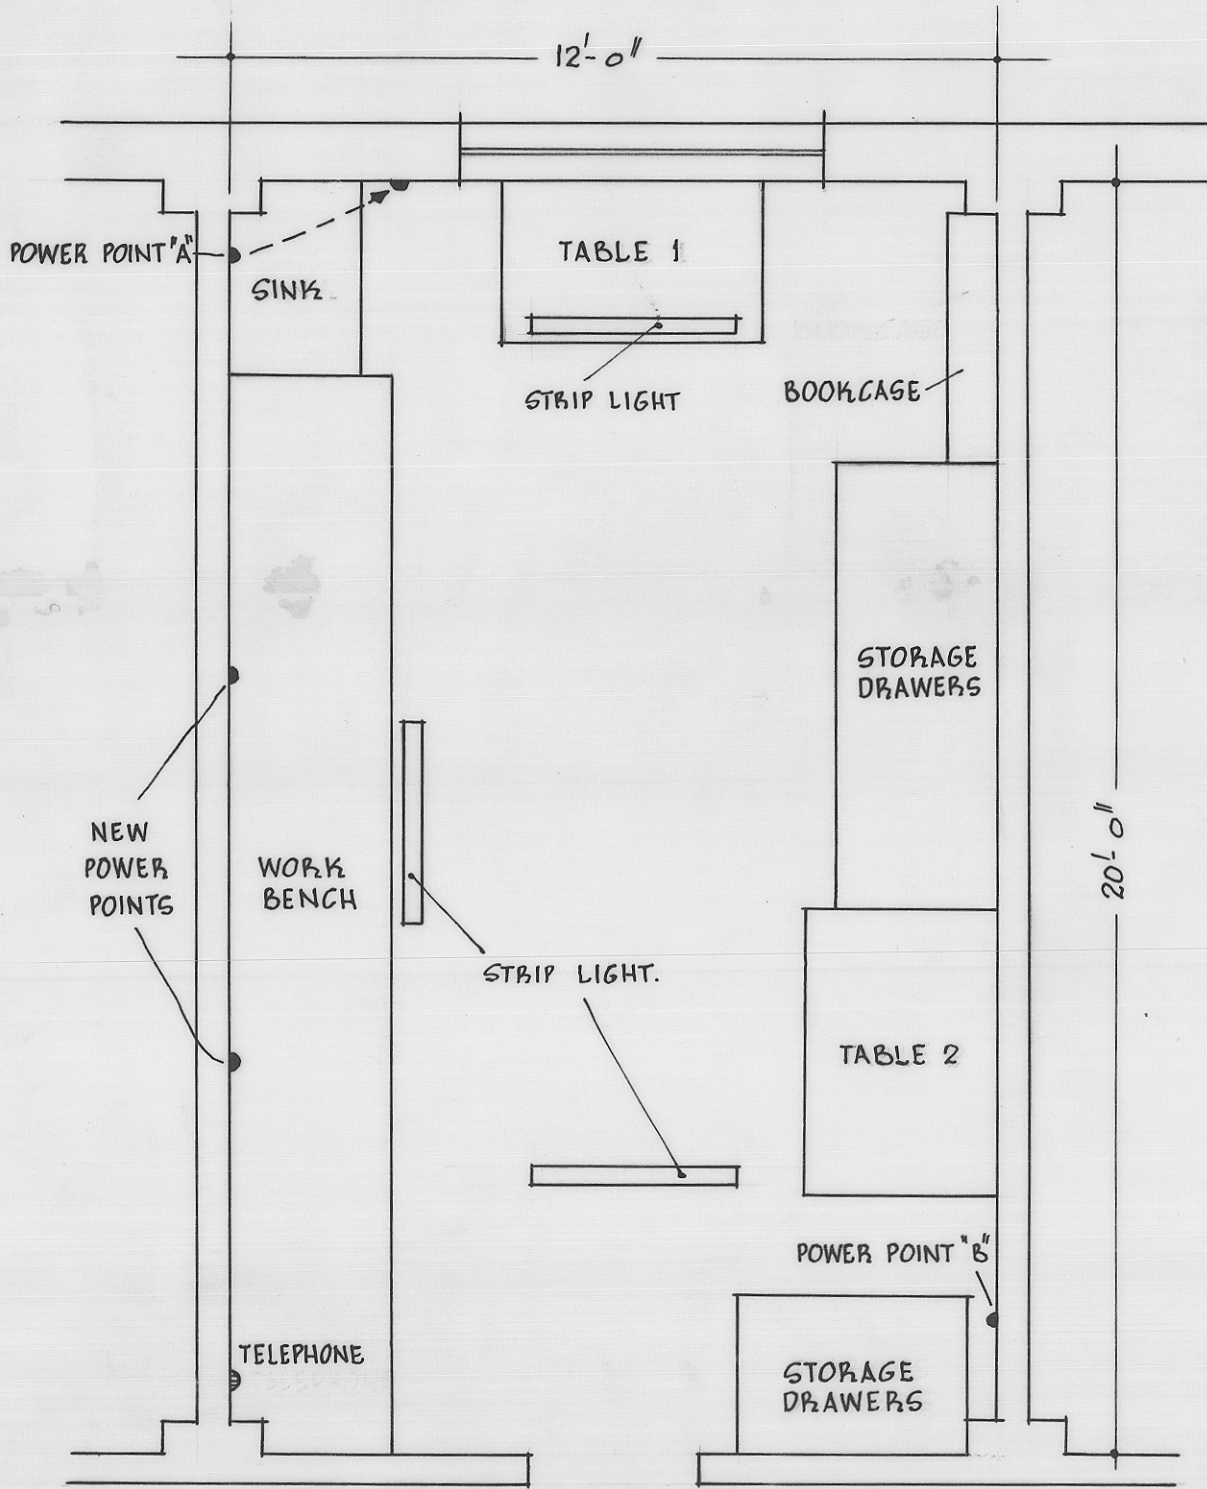 12'-0"
POWER POINT "A"
SINK
TABLE 1
STRIP LIGHT
BOOKCASE
STORAGE
DRAWERS
NEW
POWER
POINTS
WORK
BENCH
20'-0"
STRIP LIGHT.
TABLE 2
POWER POINT "B"
TELEPHONE
STORAGE
DRAWERS